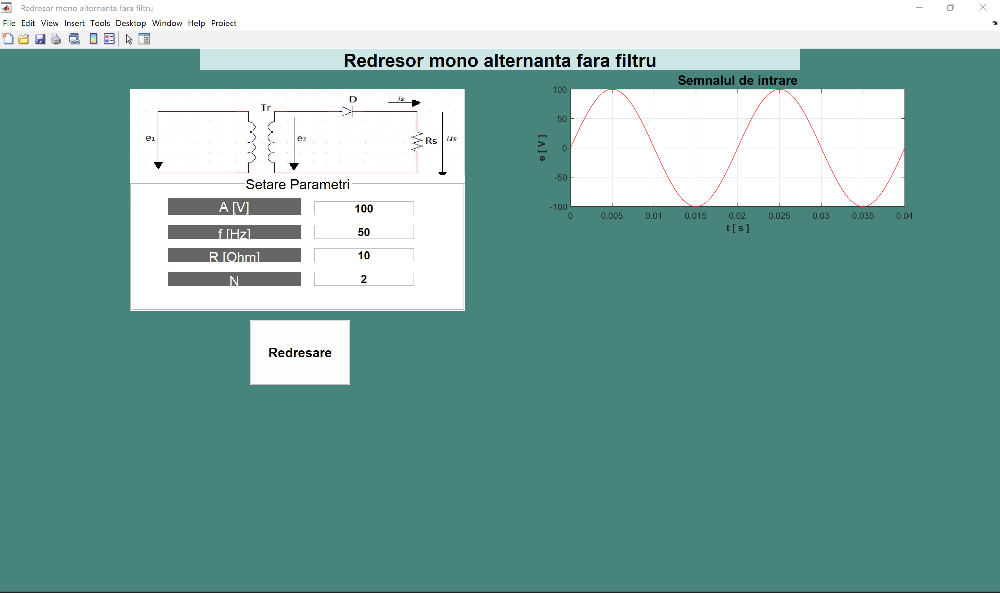 Redresor mono alternanta fara filtru
File Edit View Insert Tools Desktop Window Help Proiect
Redresor mono alternanta fara filtru
D
is
Tr
e₁
e₂
Rs
us
Setare Parametri
A [V]
100
f [Hz]
50
R [Ohm]
10
N
2
Redresare
Semnalul de intrare
100
50
0
-50
-100
e [ V ]
0 0.005 0.01 0.015 0.02 0.025 0.03 0.035 0.04
t [ s ]